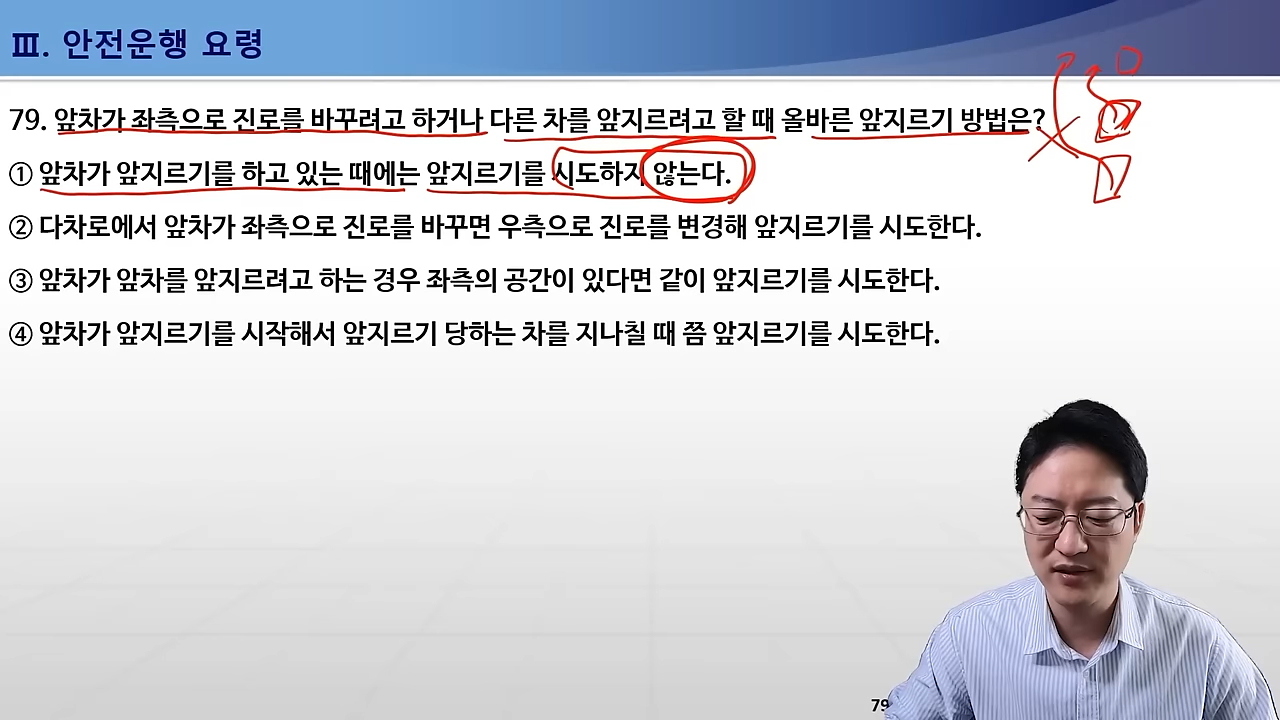 Ⅲ. 안전운행 요령
79. 앞차가 좌측으로 진로를 바꾸려고 하거나 다른 차를 앞지르려고 할 때 올바른 앞지르기 방법은?
① 앞차가 앞지르기를 하고 있는 때에는 앞지르기를 시도하지 않는다.
② 다차로에서 앞차가 좌측으로 진로를 바꾸면 우측으로 진로를 변경해 앞지르기를 시도한다.
③ 앞차가 앞차를 앞지르려고 하는 경우 좌측의 공간이 있다면 같이 앞지르기를 시도한다.
④ 앞차가 앞지르기를 시작해서 앞지르기 당하는 차를 지나칠 때 쯤 앞지르기를 시도한다.
79